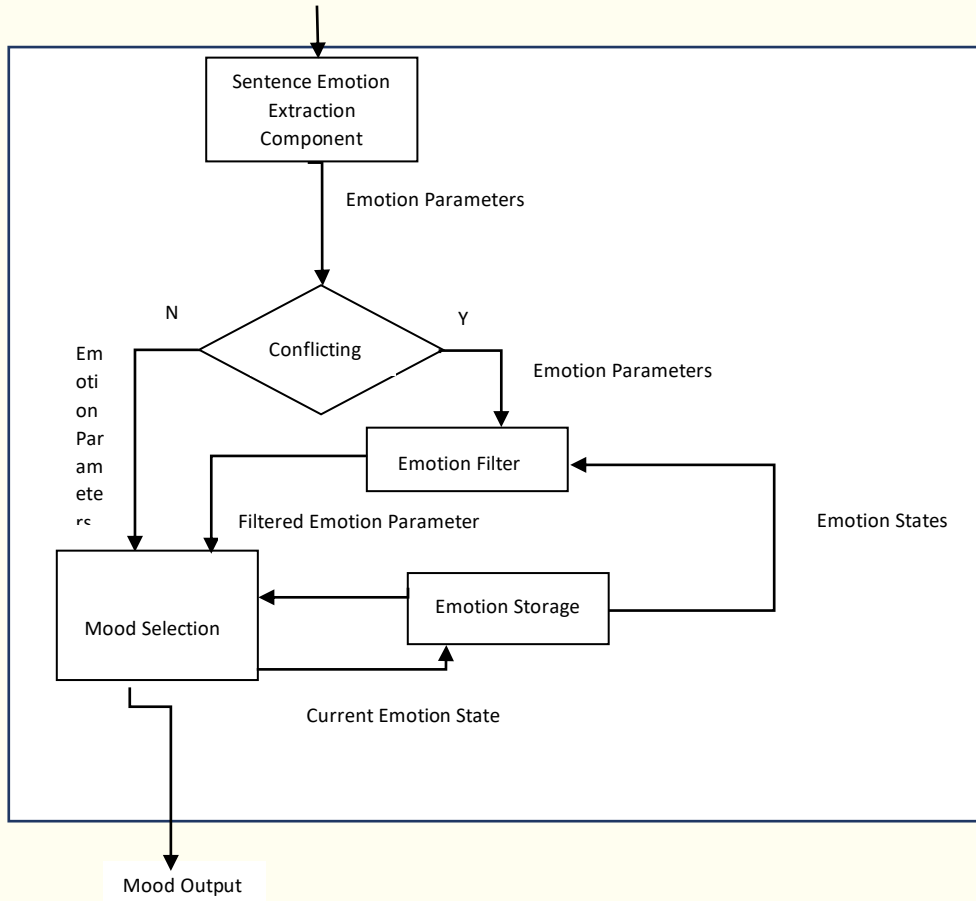 Sentence Emotion
Extraction
Component
Emotion Parameters
N
Y
Conflicting
Em
oti
on
Par
am
ete
rs
Emotion Parameters
Emotion Filter
Filtered Emotion Parameter
Emotion States
Emotion Storage
Mood Selection
Current Emotion State
Mood Output